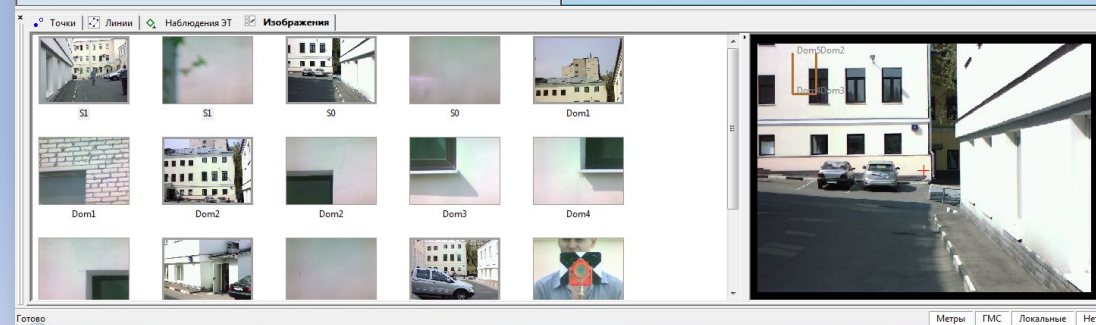 Точки Линии Наблюдения ЭТ Изображения
Dom5Dom2
Dom4Dom3
S1 S1 S0 S0 Dom1
Dom1 Dom2 Dom2 Dom3 Dom4
Готово Метры ГМС Локальные Нет